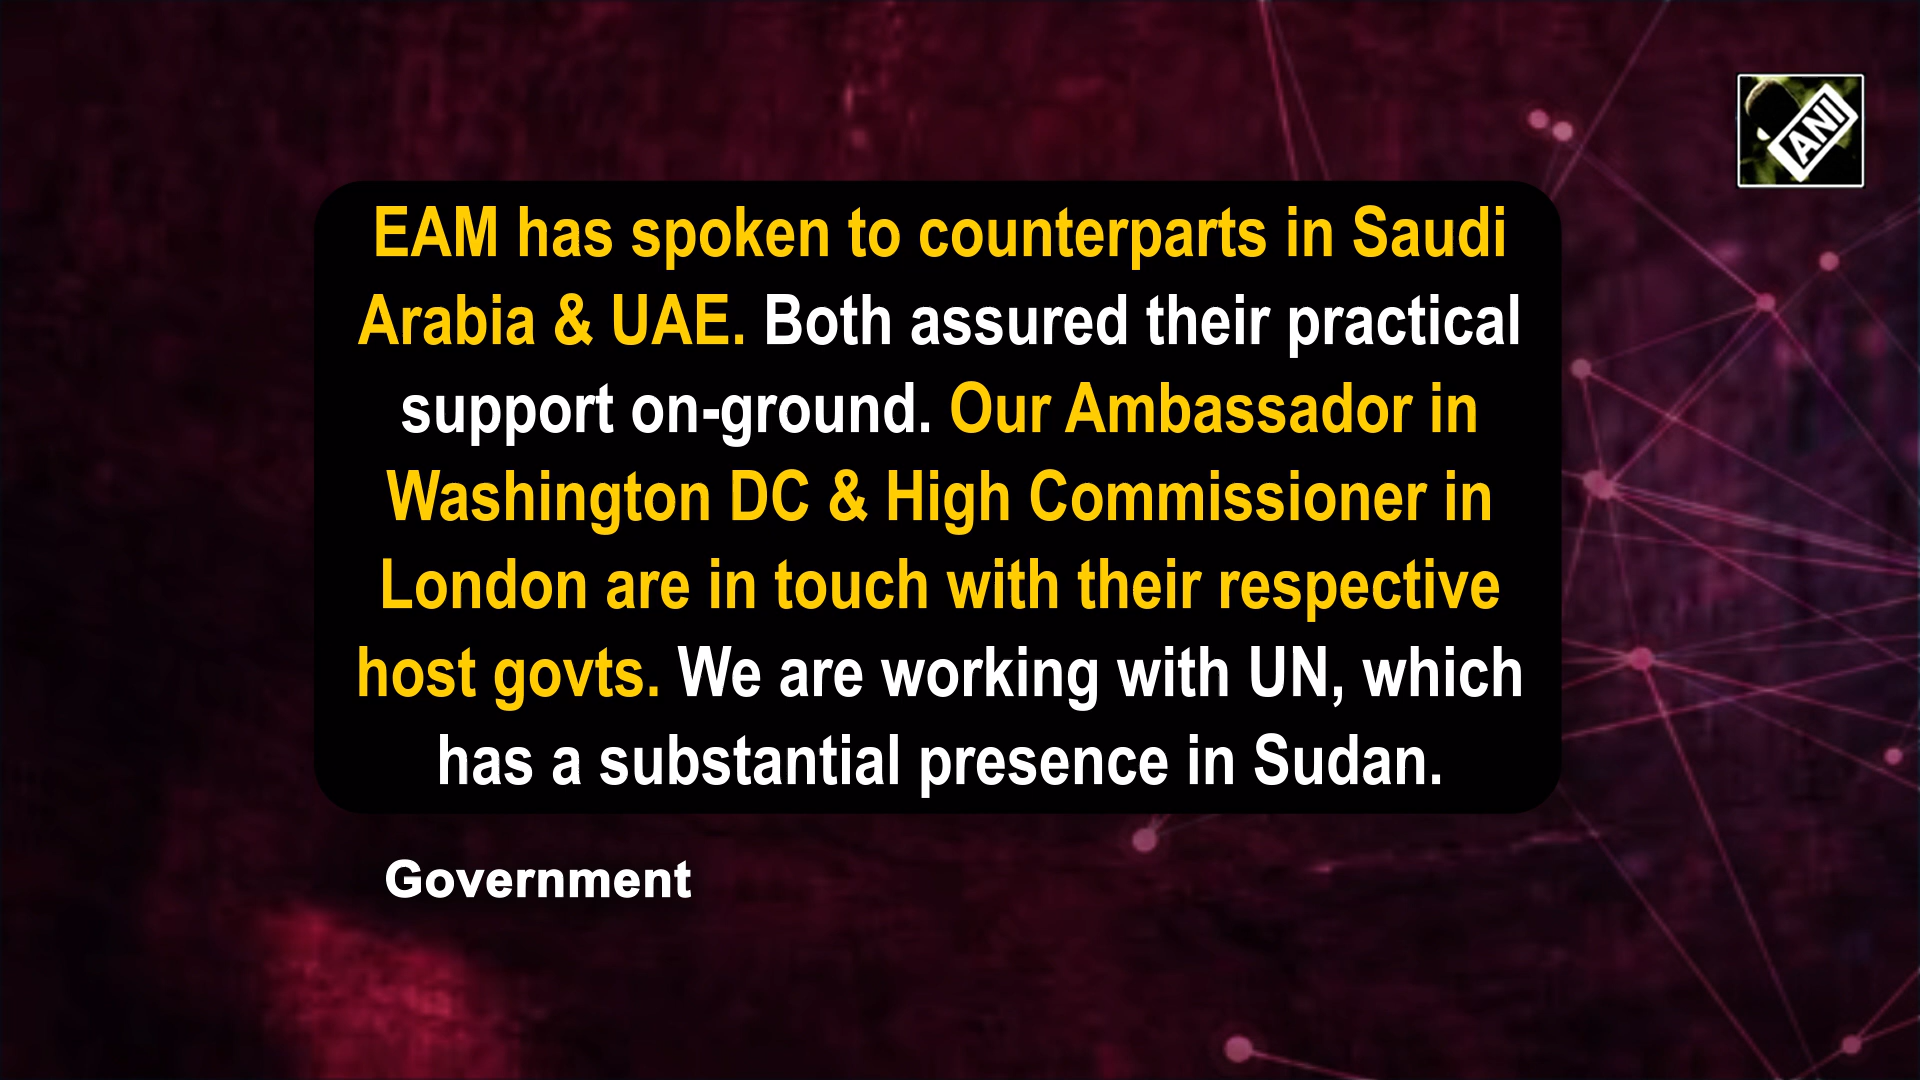 ANI
EAM has spoken to counterparts in Saudi
Arabia & UAE. Both assured their practical
support on-ground. Our Ambassador in
Washington DC & High Commissioner in
London are in touch with their respective
host govts. We are working with UN, which
has a substantial presence in Sudan.
Government